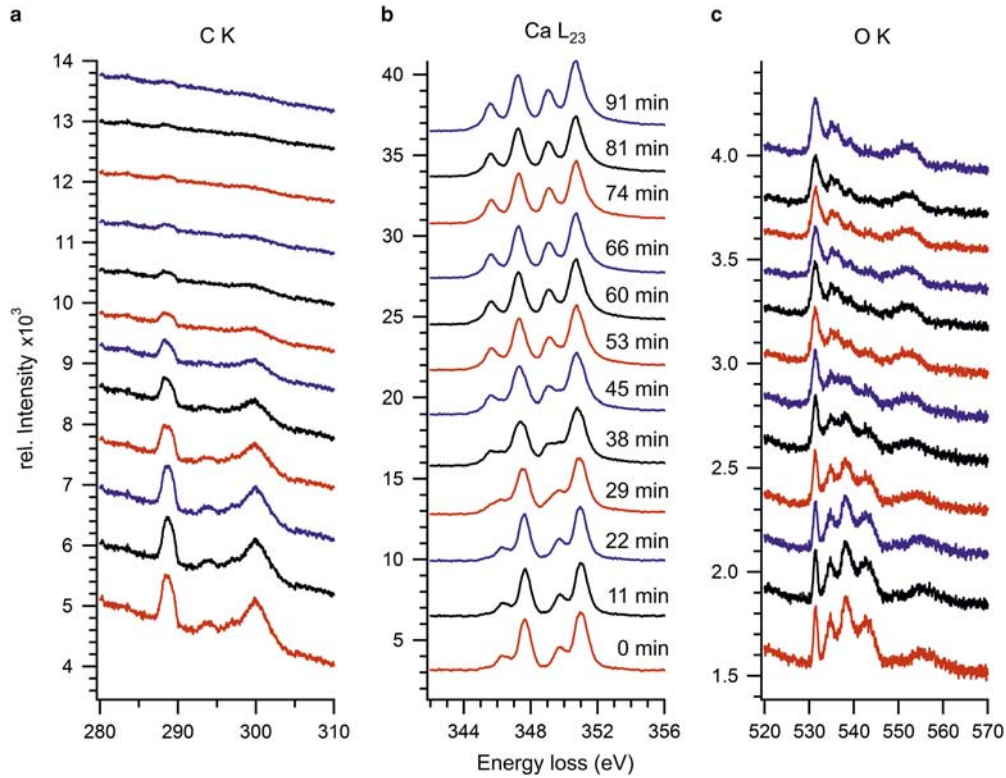 a
C K
rel. Intensity x10³
14
13
12
11
10
9
8
7
6
5
4
280 290 300 310
b
Ca L₂₃
40
35
30
25
20
15
10
5
91 min
81 min
74 min
66 min
60 min
53 min
45 min
38 min
29 min
22 min
11 min
0 min
344 348 352 356
Energy loss (eV)
c
O K
4.0
3.5
3.0
2.5
2.0
1.5
520 530 540 550 560 570